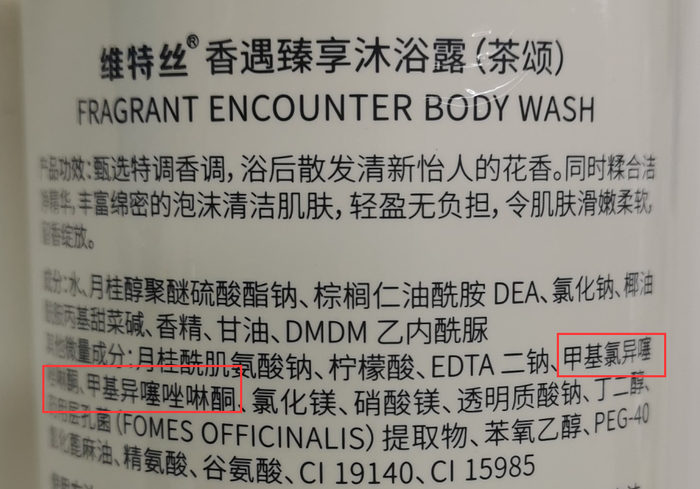 维特丝® 香遇臻享沐浴露(茶颂)
FRAGRANT ENCOUNTER BODY WASH
产品功效:甄选特调香调,浴后散发清新怡人的花香。同时糅合洁
净精华,丰富绵密的泡沫清洁肌肤,轻盈无负担,令肌肤滑嫩柔软,
留香绽放。
成分:水、月桂醇聚醚硫酸酯钠、棕榈仁油酰胺 DEA、氯化钠、椰油
酰胺丙基甜菜碱、香精、甘油、DMDM 乙内酰脲
其他微量成分:月桂酰肌氨酸钠、柠檬酸、EDTA 二钠、甲基氯异噻
唑啉酮、甲基异噻唑啉酮、氯化镁、硝酸镁、透明质酸钠、丁二醇、
药用层孔菌(FOMES OFFICINALIS)提取物、苯氧乙醇、PEG-40
氢化蓖麻油、精氨酸、谷氨酸、CI 19140、CI 15985